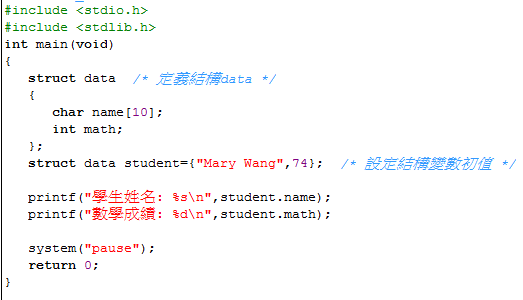 #include <stdio.h>
#include <stdlib.h>
int main(void)
{
   struct data  /* 定義結構data */
   {
      char name[10];
      int math;
   };
   struct data student={"Mary Wang",74};  /* 設定結構變數初值 */

   printf("學生姓名: %s\n",student.name);
   printf("數學成績: %d\n",student.math);

   system("pause");
   return 0;
}